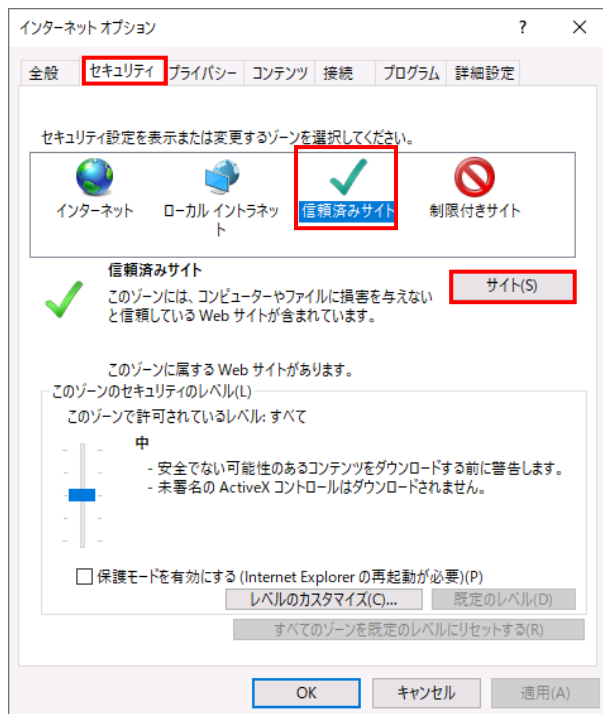 インターネット オプション
?
×
全般 セキュリティ プライバシー コンテンツ 接続 プログラム 詳細設定
セキュリティ設定を表示または変更するゾーンを選択してください。
インターネット
ローカル イントラネッ
ト
信頼済みサイト
制限付きサイト
信頼済みサイト
サイト(S)
このゾーンには、コンピューターやファイルに損害を与えない
と信頼している Web サイトが含まれています。
このゾーンに属する Web サイトがあります。
このゾーンのセキュリティのレベル(L)
このゾーンで許可されているレベル: すべて
中
- 安全でない可能性のあるコンテンツをダウンロードする前に警告します。
- 未署名の ActiveX コントロールはダウンロードされません。
保護モードを有効にする (Internet Explorer の再起動が必要)(P)
レベルのカスタマイズ(C)... 既定のレベル(D)
すべてのゾーンを既定のレベルにリセットする(R)
OK キャンセル 適用(A)